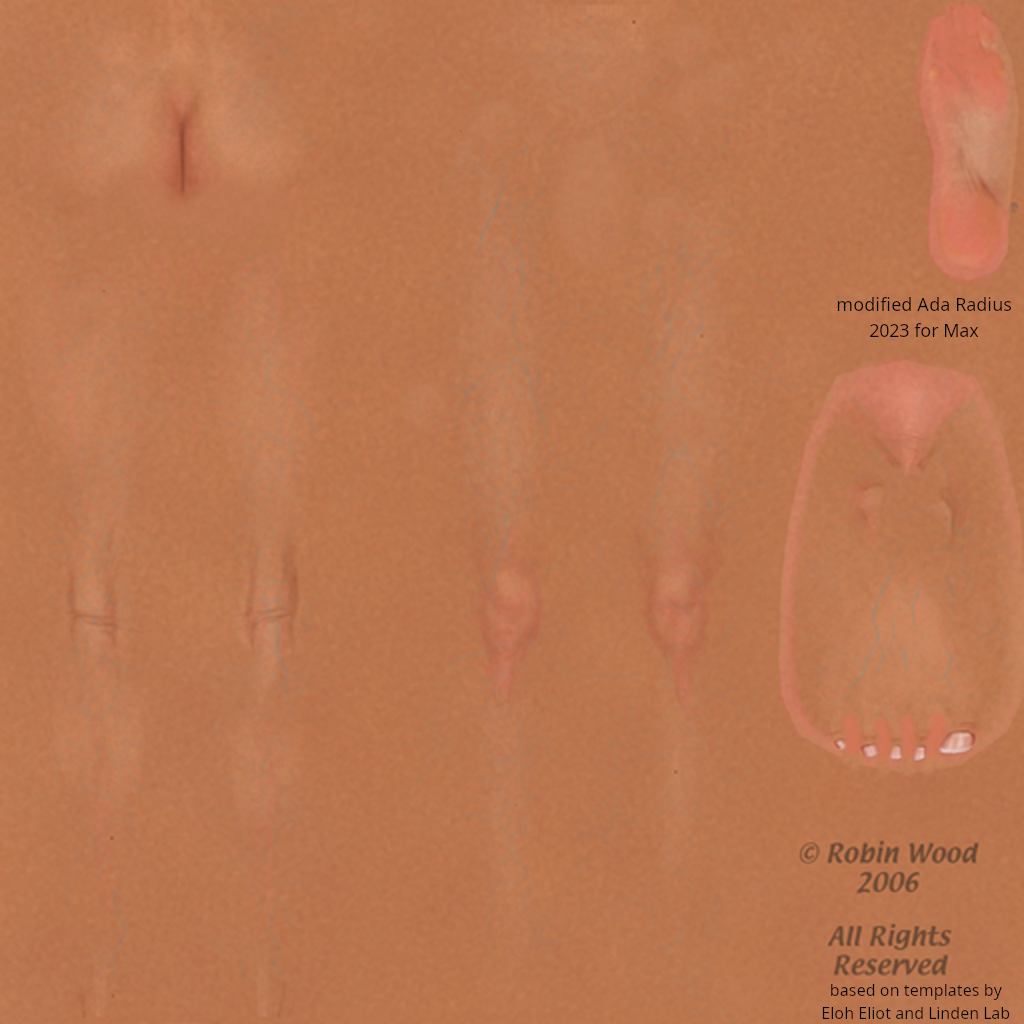 modified Ada Radius
2023 for Max
© Robin Wood
2006
All Rights
Reserved
based on templates by
Eloh Eliot and Linden Lab